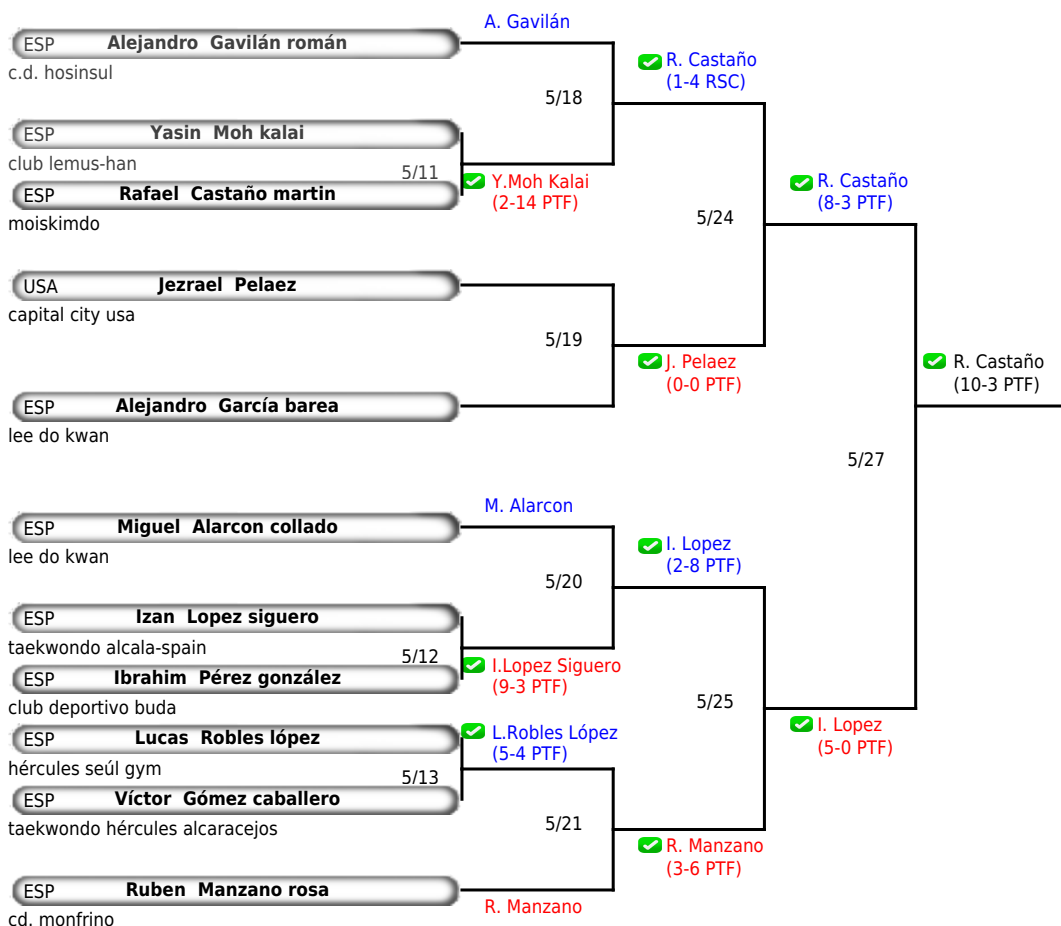 A. Gavilán
ESP Alejandro Gavilán román
c.d. hosinsul
R. Castaño
(1-4 RSC)
5/18
ESP Yasin Moh kalai
club lemus-han
5/11
Y.Moh Kalai
(2-14 PTF)
ESP Rafael Castaño martin
moiskimdo
R. Castaño
(8-3 PTF)
5/24
USA Jezrael Pelaez
capital city usa
5/19
J. Pelaez
(0-0 PTF)
R. Castaño
(10-3 PTF)
ESP Alejandro García barea
lee do kwan
5/27
M. Alarcon
ESP Miguel Alarcon collado
lee do kwan
I. Lopez
(2-8 PTF)
5/20
ESP Izan Lopez siguero
taekwondo alcala-spain
5/12
I.Lopez Siguero
(9-3 PTF)
ESP Ibrahim Pérez gonzález
club deportivo buda
5/25
I. Lopez
(5-0 PTF)
ESP Lucas Robles lópez
hércules seúl gym
L.Robles López
(5-4 PTF)
5/13
ESP Víctor Gómez caballero
taekwondo hércules alcaracejos
5/21
R. Manzano
(3-6 PTF)
ESP Ruben Manzano rosa
R. Manzano
cd. monfrino